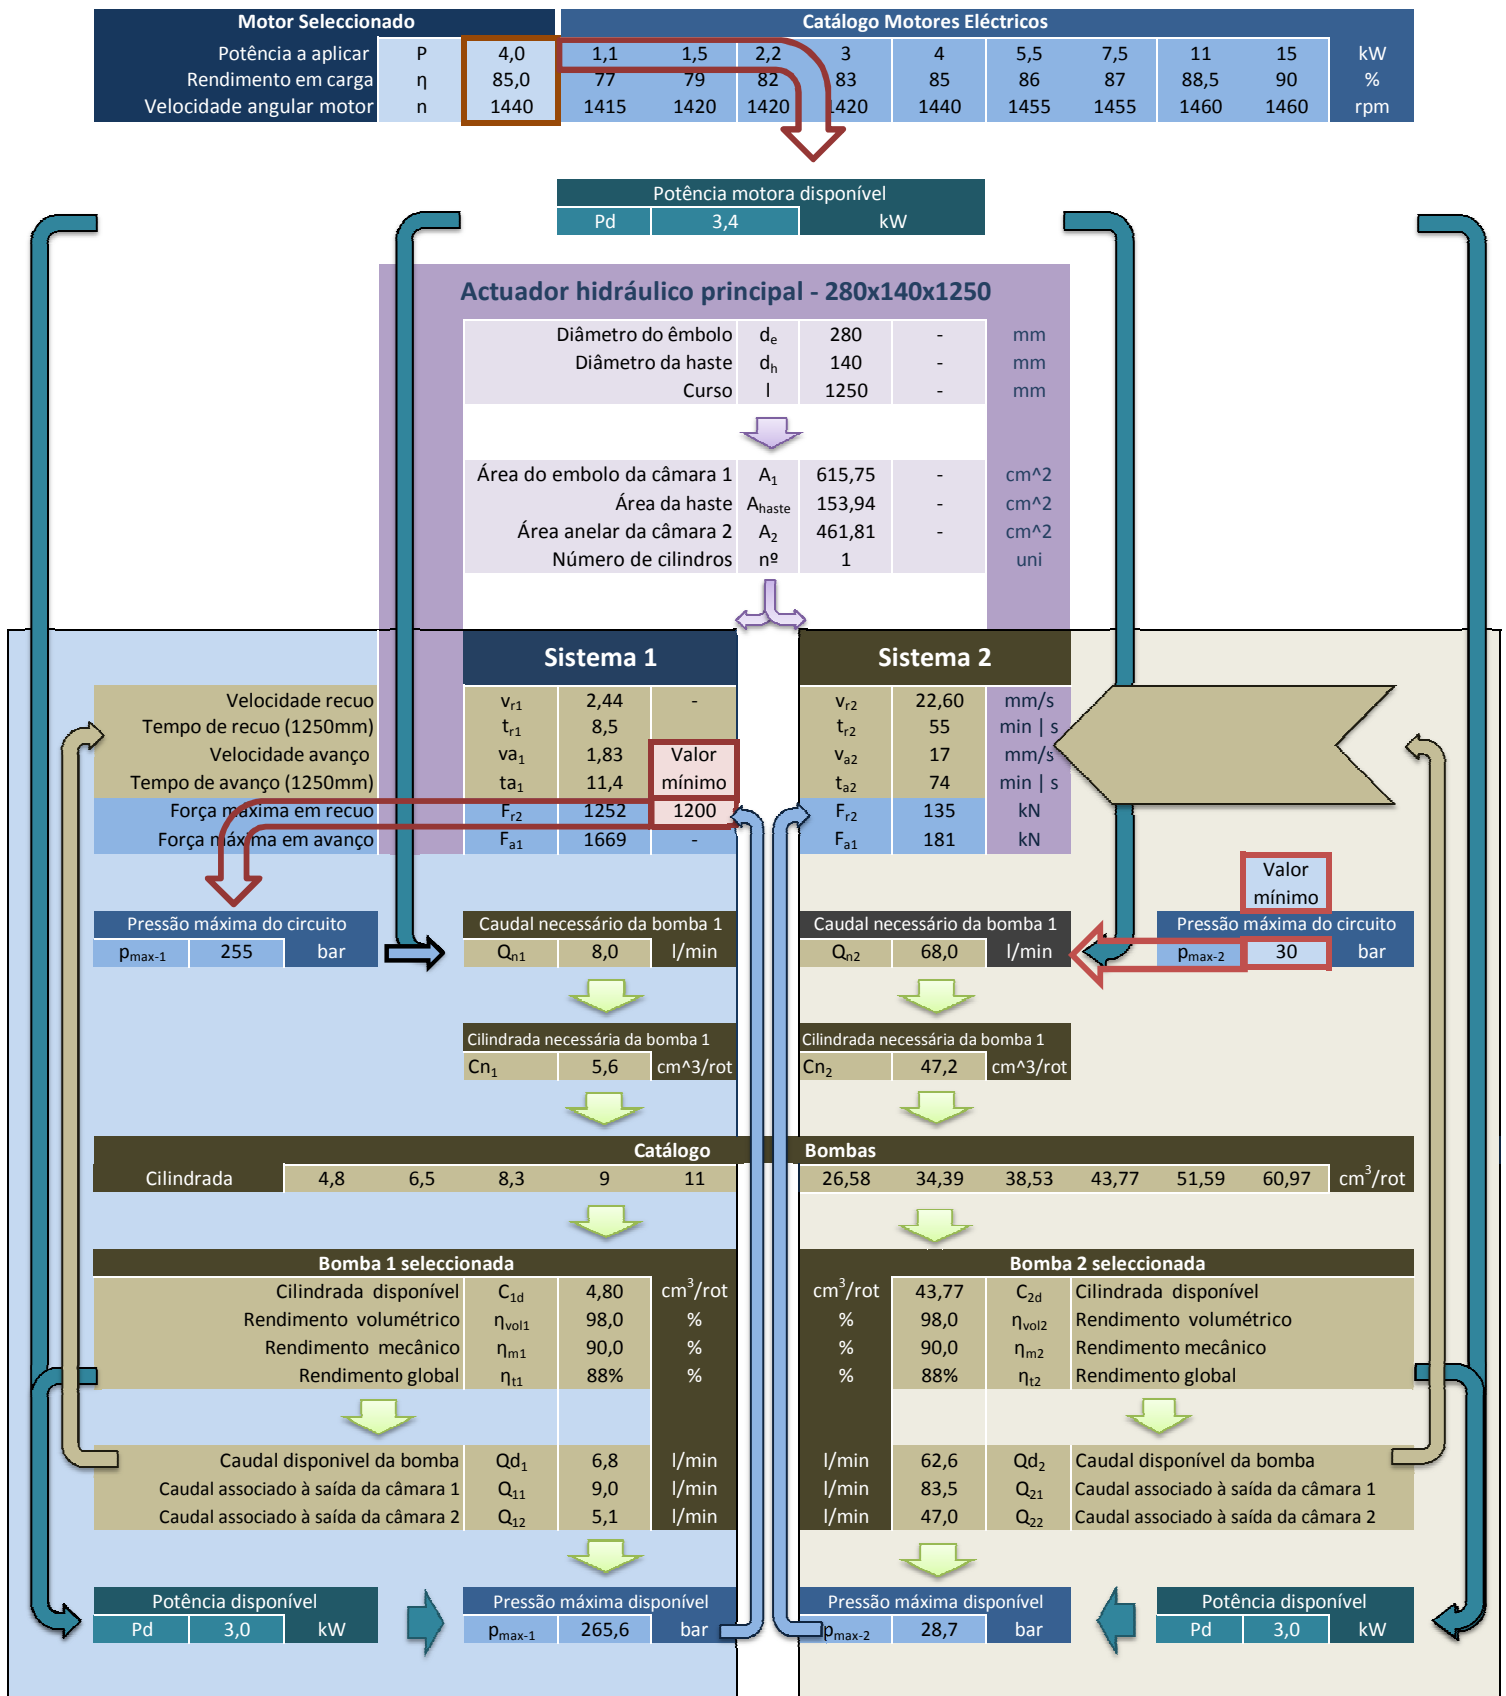 Motor Seleccionado Catálogo Motores Eléctricos
Potência a aplicar P 4,0 1,1 1,5 2,2 3 4 5,5 7,5 11 15 kW
Rendimento em carga η 85,0 77 79 82 83 85 86 87 88,5 90 %
Velocidade angular motor n 1440 1415 1420 1420 1420 1440 1455 1455 1460 1460 rpm
Potência motora disponível
Pd 3,4 kW
Actuador hidráulico principal - 280x140x1250
Diâmetro do êmbolo de 280 - mm
Diâmetro da haste dh 140 - mm
Curso l 1250 - mm
Área do embolo da câmara 1 A1 615,75 - cm^2
Área da haste Ahaste 153,94 - cm^2
Área anelar da câmara 2 A2 461,81 - cm^2
Número de cilindros nº 1 uni
Sistema 1 Sistema 2
Velocidade recuo vr1 2,44 - vr2 22,60 mm/s
Tempo de recuo (1250mm) tr1 8,5 tr2 55 min | s
Velocidade avanço va1 1,83 Valor va2 17 mm/s
Tempo de avanço (1250mm) ta1 11,4 mínimo ta2 74 min | s
Força máxima em recuo Fr2 1252 1200 Fr2 135 kN
Força máxima em avanço Fa1 1669 - Fa1 181 kN
Valor
mínimo
Pressão máxima do circuito Caudal necessário da bomba 1 Caudal necessário da bomba 1 Pressão máxima do circuito
pmax-1 255 bar Qn1 8,0 l/min Qn2 68,0 l/min pmax-2 30 bar
Cilindrada necessária da bomba 1 Cilindrada necessária da bomba 1
Cn1 5,6 cm^3/rot Cn2 47,2 cm^3/rot
Catálogo Bombas
Cilindrada 4,8 6,5 8,3 9 11 26,58 34,39 38,53 43,77 51,59 60,97 cm3/rot
Bomba 1 seleccionada Bomba 2 seleccionada
Cilindrada disponível C1d 4,80 cm3/rot cm3/rot 43,77 C2d Cilindrada disponível
Rendimento volumétrico ηvol1 98,0 % % 98,0 ηvol2 Rendimento volumétrico
Rendimento mecânico ηm1 90,0 % % 90,0 ηm2 Rendimento mecânico
Rendimento global ηt1 88% % % 88% ηt2 Rendimento global
Caudal disponivel da bomba Qd1 6,8 l/min l/min 62,6 Qd2 Caudal disponível da bomba
Caudal associado à saída da câmara 1 Q11 9,0 l/min l/min 83,5 Q21 Caudal associado à saída da câmara 1
Caudal associado à saída da câmara 2 Q12 5,1 l/min l/min 47,0 Q22 Caudal associado à saída da câmara 2
Potência disponível Pressão máxima disponível Pressão máxima disponível Potência disponível
Pd 3,0 kW pmax-1 265,6 bar pmax-2 28,7 bar Pd 3,0 kW